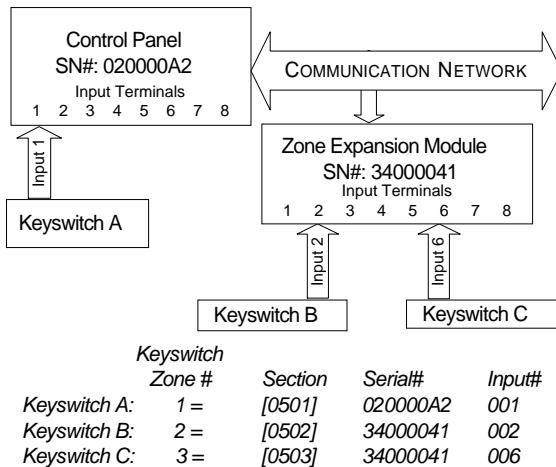 Control Panel
SN#: 020000A2
Input Terminals
1 2 3 4 5 6 7 8
COMMUNICATION NETWORK
Input 1
Zone Expansion Module
SN#: 34000041
Input Terminals
1 2 3 4 5 6 7 8
Keyswitch A
Input 2
Input 6
Keyswitch B
Keyswitch C
Keyswitch
Zone # Section Serial# Input#
Keyswitch A: 1 = [0501] 020000A2 001
Keyswitch B: 2 = [0502] 34000041 002
Keyswitch C: 3 = [0503] 34000041 006